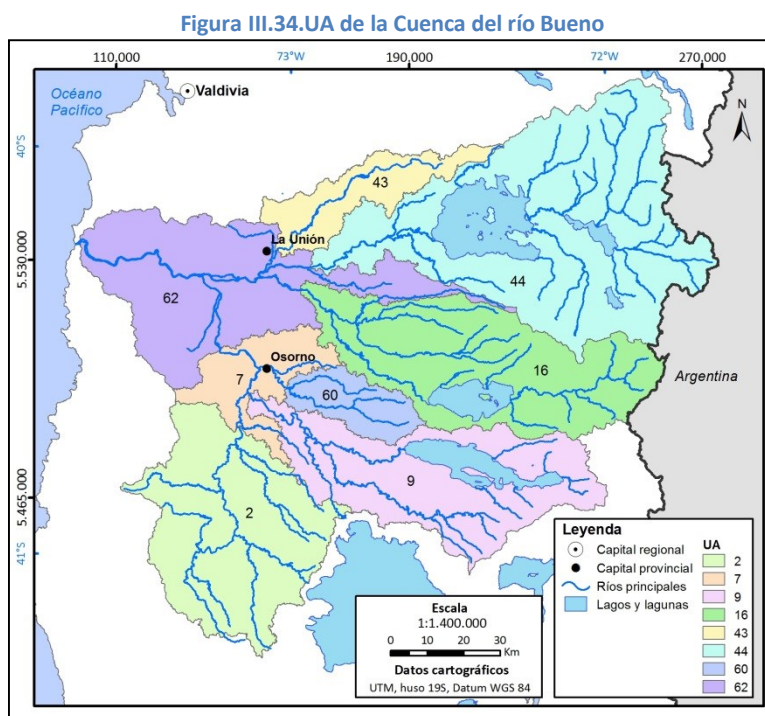 Figura III.34.UA de la Cuenca del río Bueno
110.000
73°W
190.000
72°W
270.000
Océano
Pacífico
Valdivia
N
40°S
43
La Unión
5.530.000
44
62
16
Osorno
Argentina
7
60
9
5.465.000
2
41°S
Leyenda
Capital regional
Capital provincial
Ríos principales
Lagos y lagunas
UA
2
7
9
16
43
44
60
62
Escala
1:1.400.000
0 5 10 20 30
Km
Datos cartográficos
UTM, huso 19S, Datum WGS 84